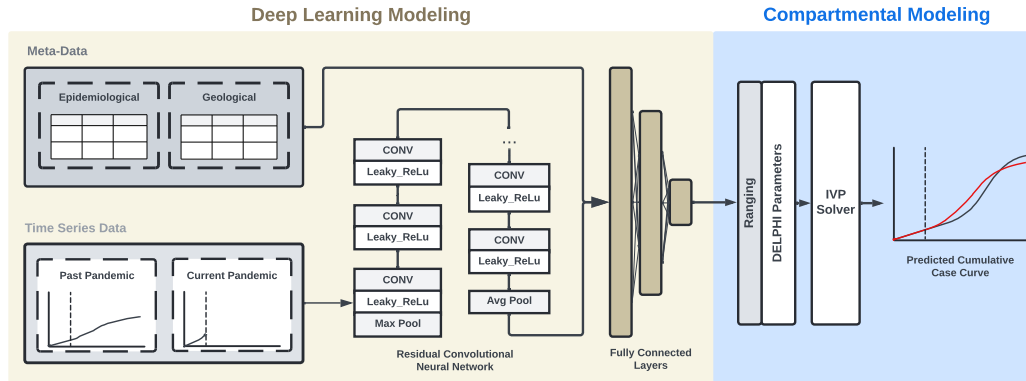 Deep Learning Modeling
Compartmental Modeling
Meta-Data
Epidemiological
Geological
Time Series Data
Past Pandemic
Current Pandemic
CONV
Leaky_ReLu
CONV
Leaky_ReLu
CONV
Leaky_ReLu
Max Pool
...
CONV
Leaky_ReLu
CONV
Leaky_ReLu
Avg Pool
Residual Convolutional
Neural Network
Fully Connected
Layers
Ranging
DELPHI Parameters
IVP
Solver
Predicted Cumulative
Case Curve